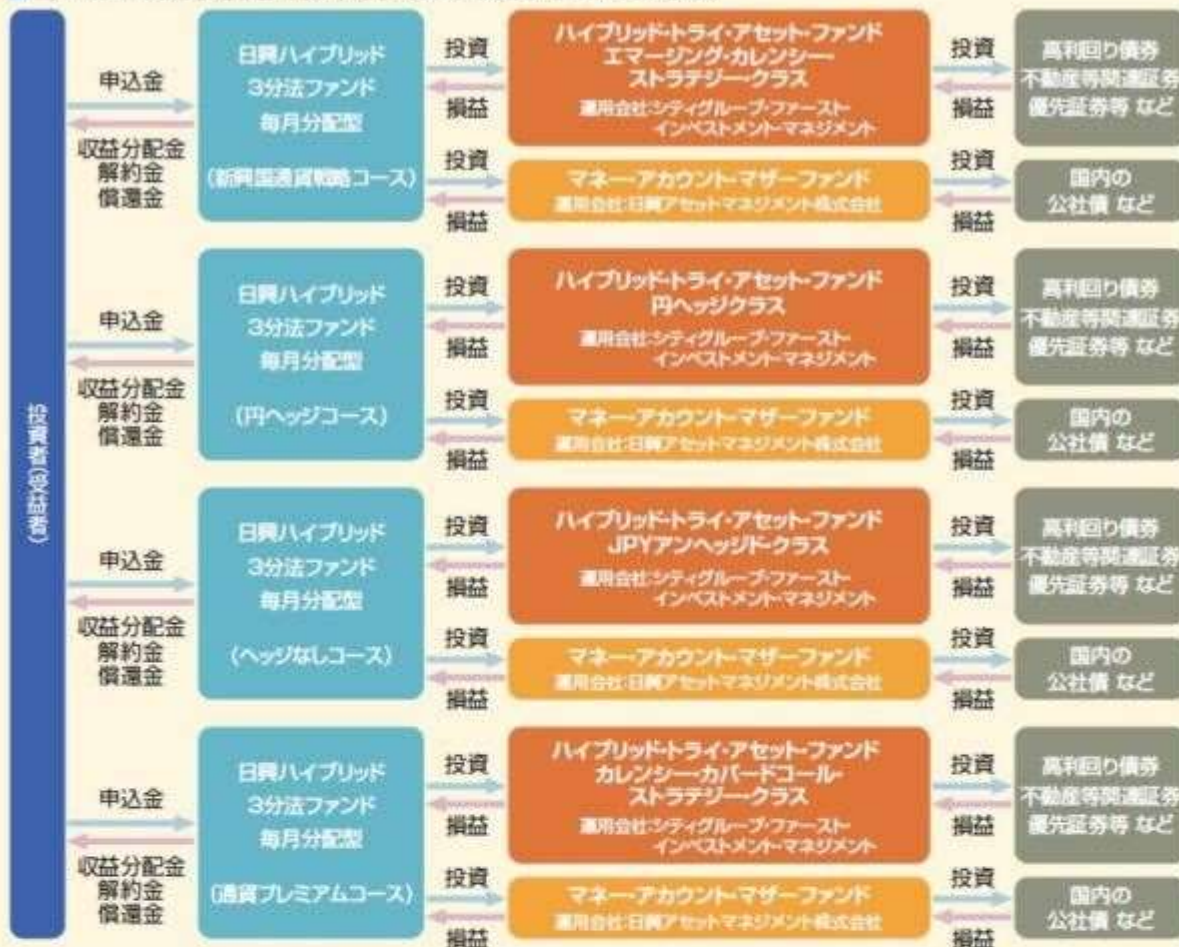 投資者(受益者)
申込金
収益分配金
解約金
償還金
日興ハイブリッド
3分法ファンド
毎月分配型
(新興国通貨戦略コース)
投資
損益
ハイブリッド・トライ・アセット・ファンド
エマージング・カレンシー・
ストラテジー・クラス
運用会社:シティグループ・ファースト・
インベストメント・マネジメント
投資
損益
高利回り債券
不動産等関連証券
優先証券等 など
投資
損益
マネー・アカウント・マザーファンド
運用会社:日興アセットマネジメント株式会社
投資
損益
国内の
公社債 など
申込金
収益分配金
解約金
償還金
日興ハイブリッド
3分法ファンド
毎月分配型
(円ヘッジコース)
投資
損益
ハイブリッド・トライ・アセット・ファンド
円ヘッジクラス
運用会社:シティグループ・ファースト・
インベストメント・マネジメント
投資
損益
高利回り債券
不動産等関連証券
優先証券等 など
投資
損益
マネー・アカウント・マザーファンド
運用会社:日興アセットマネジメント株式会社
投資
損益
国内の
公社債 など
申込金
収益分配金
解約金
償還金
日興ハイブリッド
3分法ファンド
毎月分配型
(ヘッジなしコース)
投資
損益
ハイブリッド・トライ・アセット・ファンド
JPYアンヘッジド・クラス
運用会社:シティグループ・ファースト・
インベストメント・マネジメント
投資
損益
高利回り債券
不動産等関連証券
優先証券等 など
投資
損益
マネー・アカウント・マザーファンド
運用会社:日興アセットマネジメント株式会社
投資
損益
国内の
公社債 など
申込金
収益分配金
解約金
償還金
日興ハイブリッド
3分法ファンド
毎月分配型
(通貨プレミアムコース)
投資
損益
ハイブリッド・トライ・アセット・ファンド
カレンシー・カバードコール・
ストラテジー・クラス
運用会社:シティグループ・ファースト・
インベストメント・マネジメント
投資
損益
高利回り債券
不動産等関連証券
優先証券等 など
投資
損益
マネー・アカウント・マザーファンド
運用会社:日興アセットマネジメント株式会社
投資
損益
国内の
公社債 など